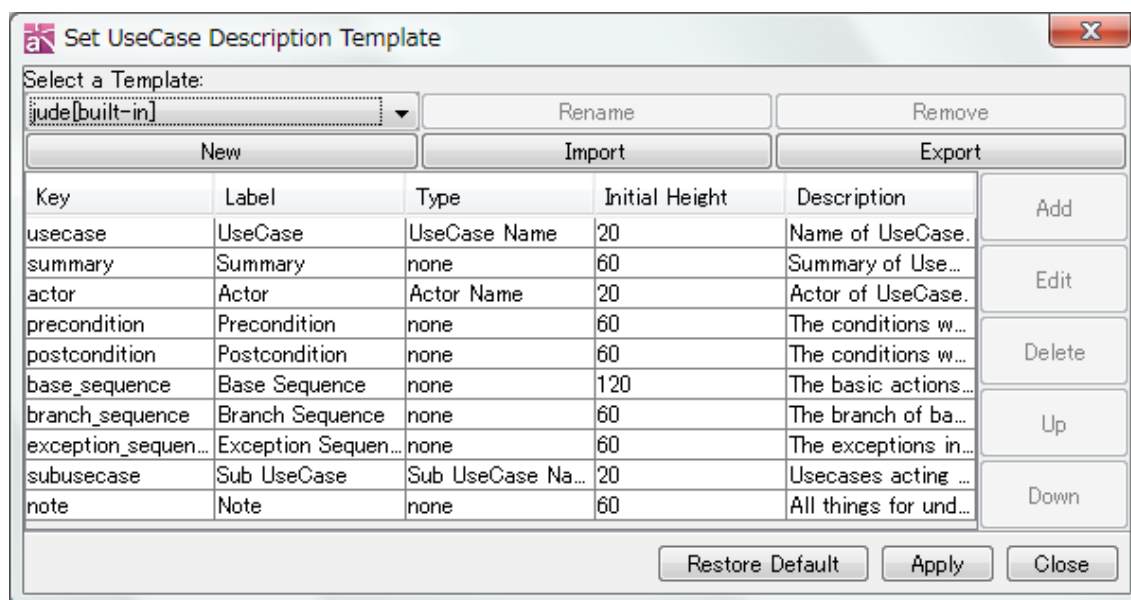 Set UseCase Description Template
Select a Template:
jude[built-in] Rename Remove
New Import Export
Key Label Type Initial Height Description Add
usecase UseCase UseCase Name 20 Name of UseCase.
summary Summary none 60 Summary of Use... Edit
actor Actor Actor Name 20 Actor of UseCase.
precondition Precondition none 60 The conditions w...
postcondition Postcondition none 60 The conditions w... Delete
base_sequence Base Sequence none 120 The basic actions...
branch_sequence Branch Sequence none 60 The branch of ba... Up
exception_sequen... Exception Sequen... none 60 The exceptions in...
subusecase Sub UseCase Sub UseCase Na... 20 Usecases acting ... Down
note Note none 60 All things for und...
Restore Default Apply Close